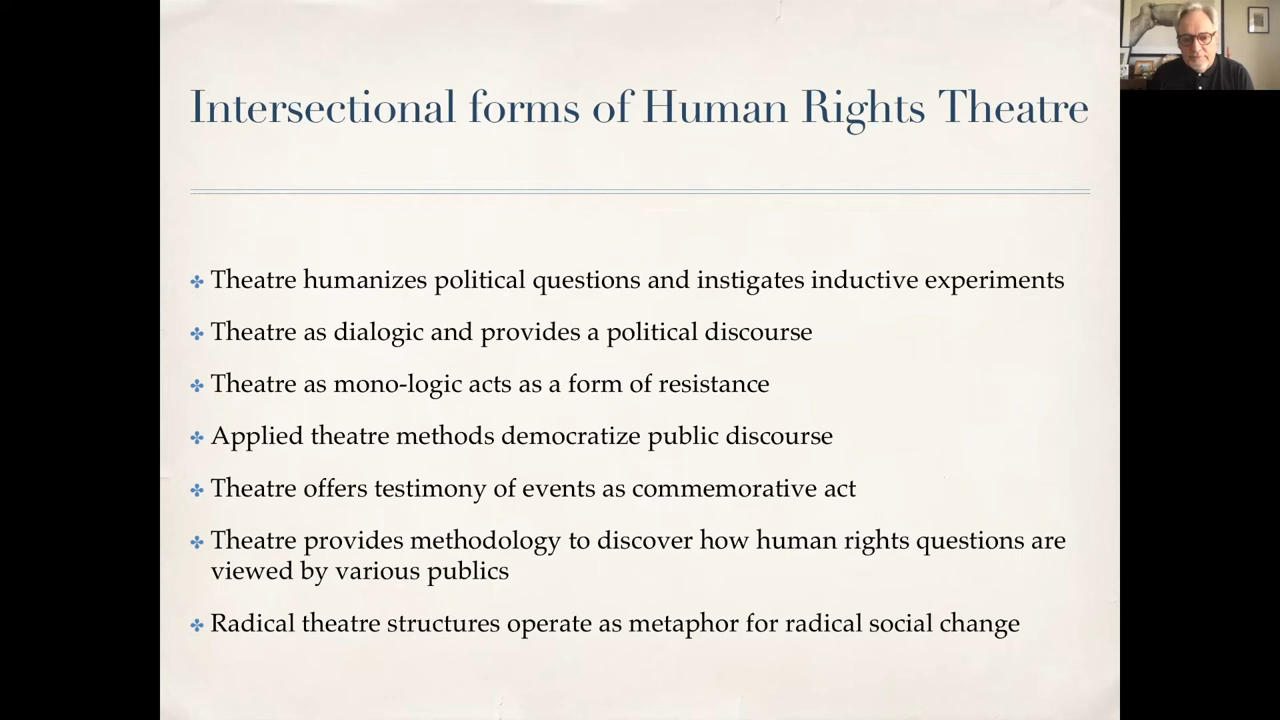 Intersectional forms of Human Rights Theatre
Theatre humanizes political questions and instigates inductive experiments
Theatre as dialogic and provides a political discourse
Theatre as mono-logic acts as a form of resistance
Applied theatre methods democratize public discourse
Theatre offers testimony of events as commemorative act
Theatre provides methodology to discover how human rights questions are
viewed by various publics
Radical theatre structures operate as metaphor for radical social change